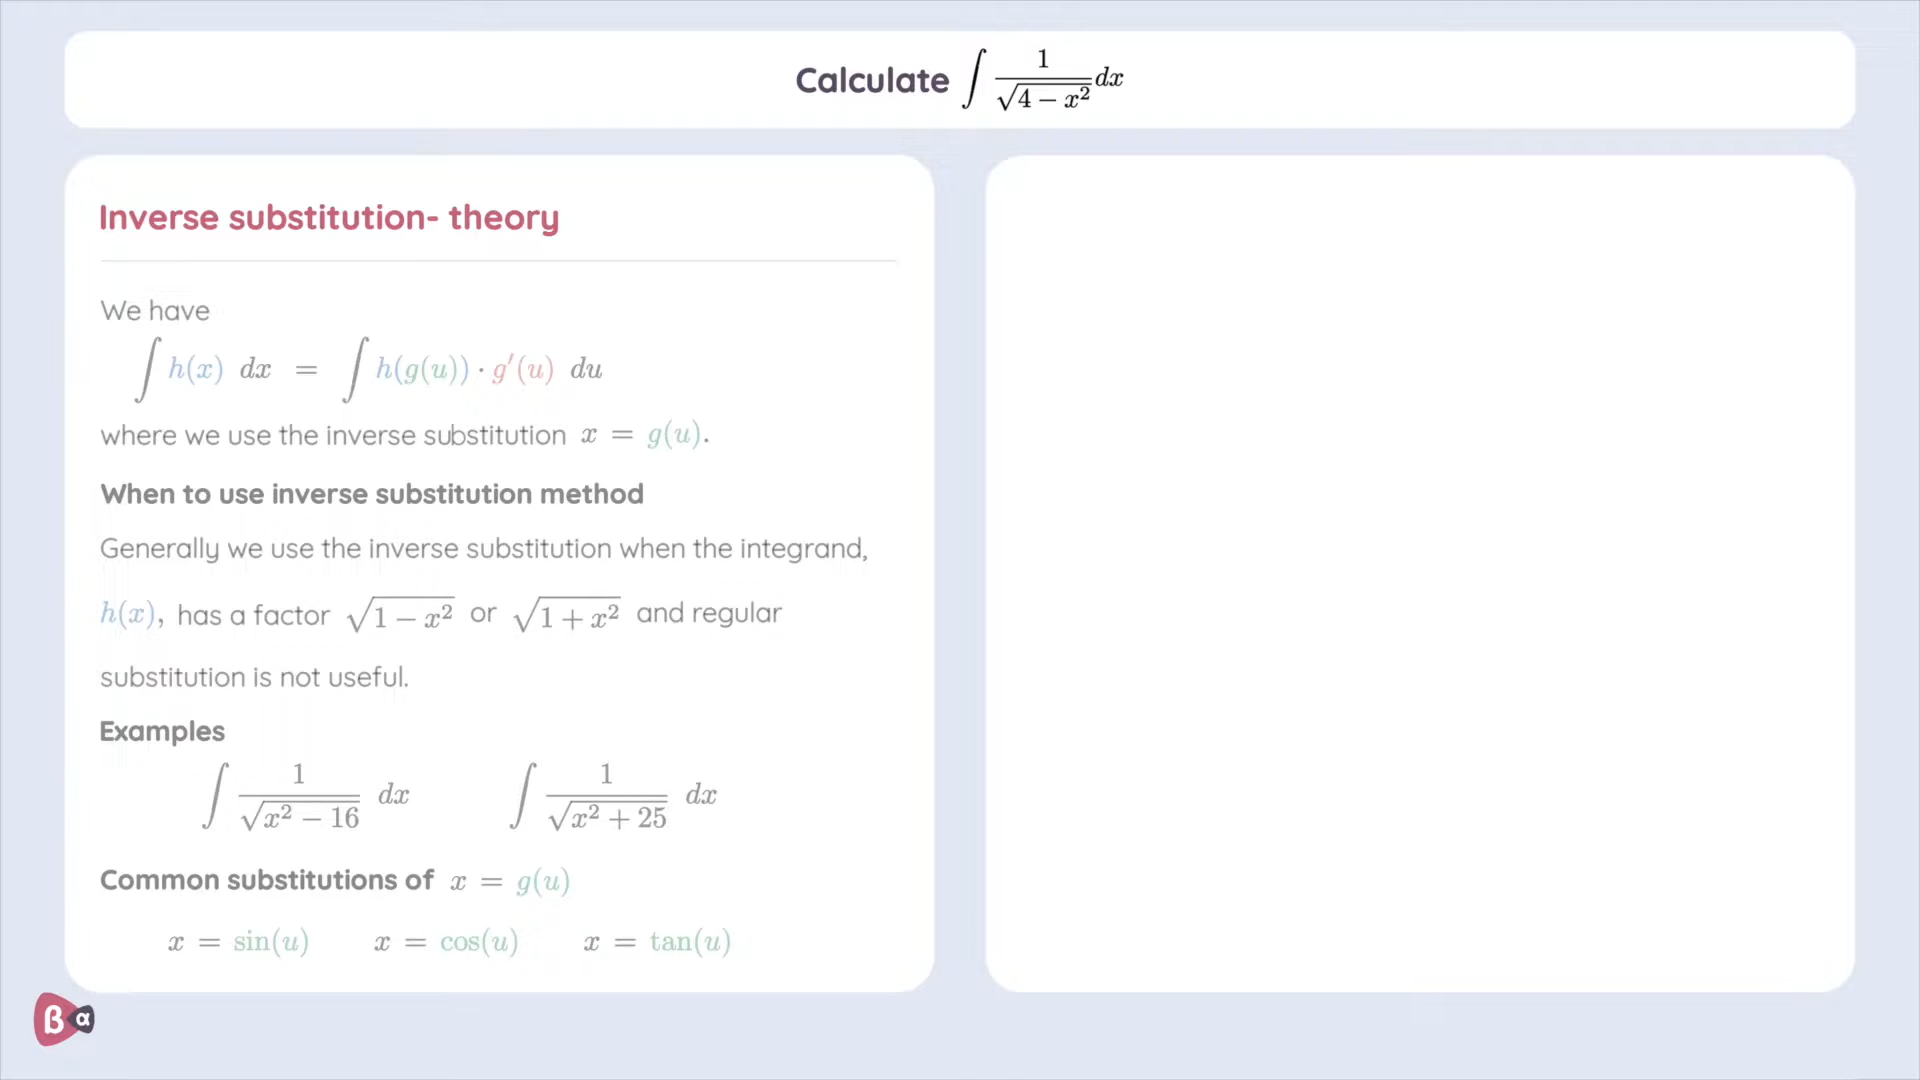 Calculate ∫ 1/√(4 − x²) dx
Inverse substitution- theory
We have
∫ h(x) dx = ∫ h(g(u)) · g′(u) du
where we use the inverse substitution x = g(u).
When to use inverse substitution method
Generally we use the inverse substitution when the integrand,
h(x), has a factor √(1 − x²) or √(1 + x²) and regular
substitution is not useful.
Examples
∫ 1/√(x² − 16) dx ∫ 1/√(x² + 25) dx
Common substitutions of x = g(u)
x = sin(u) x = cos(u) x = tan(u)
β α